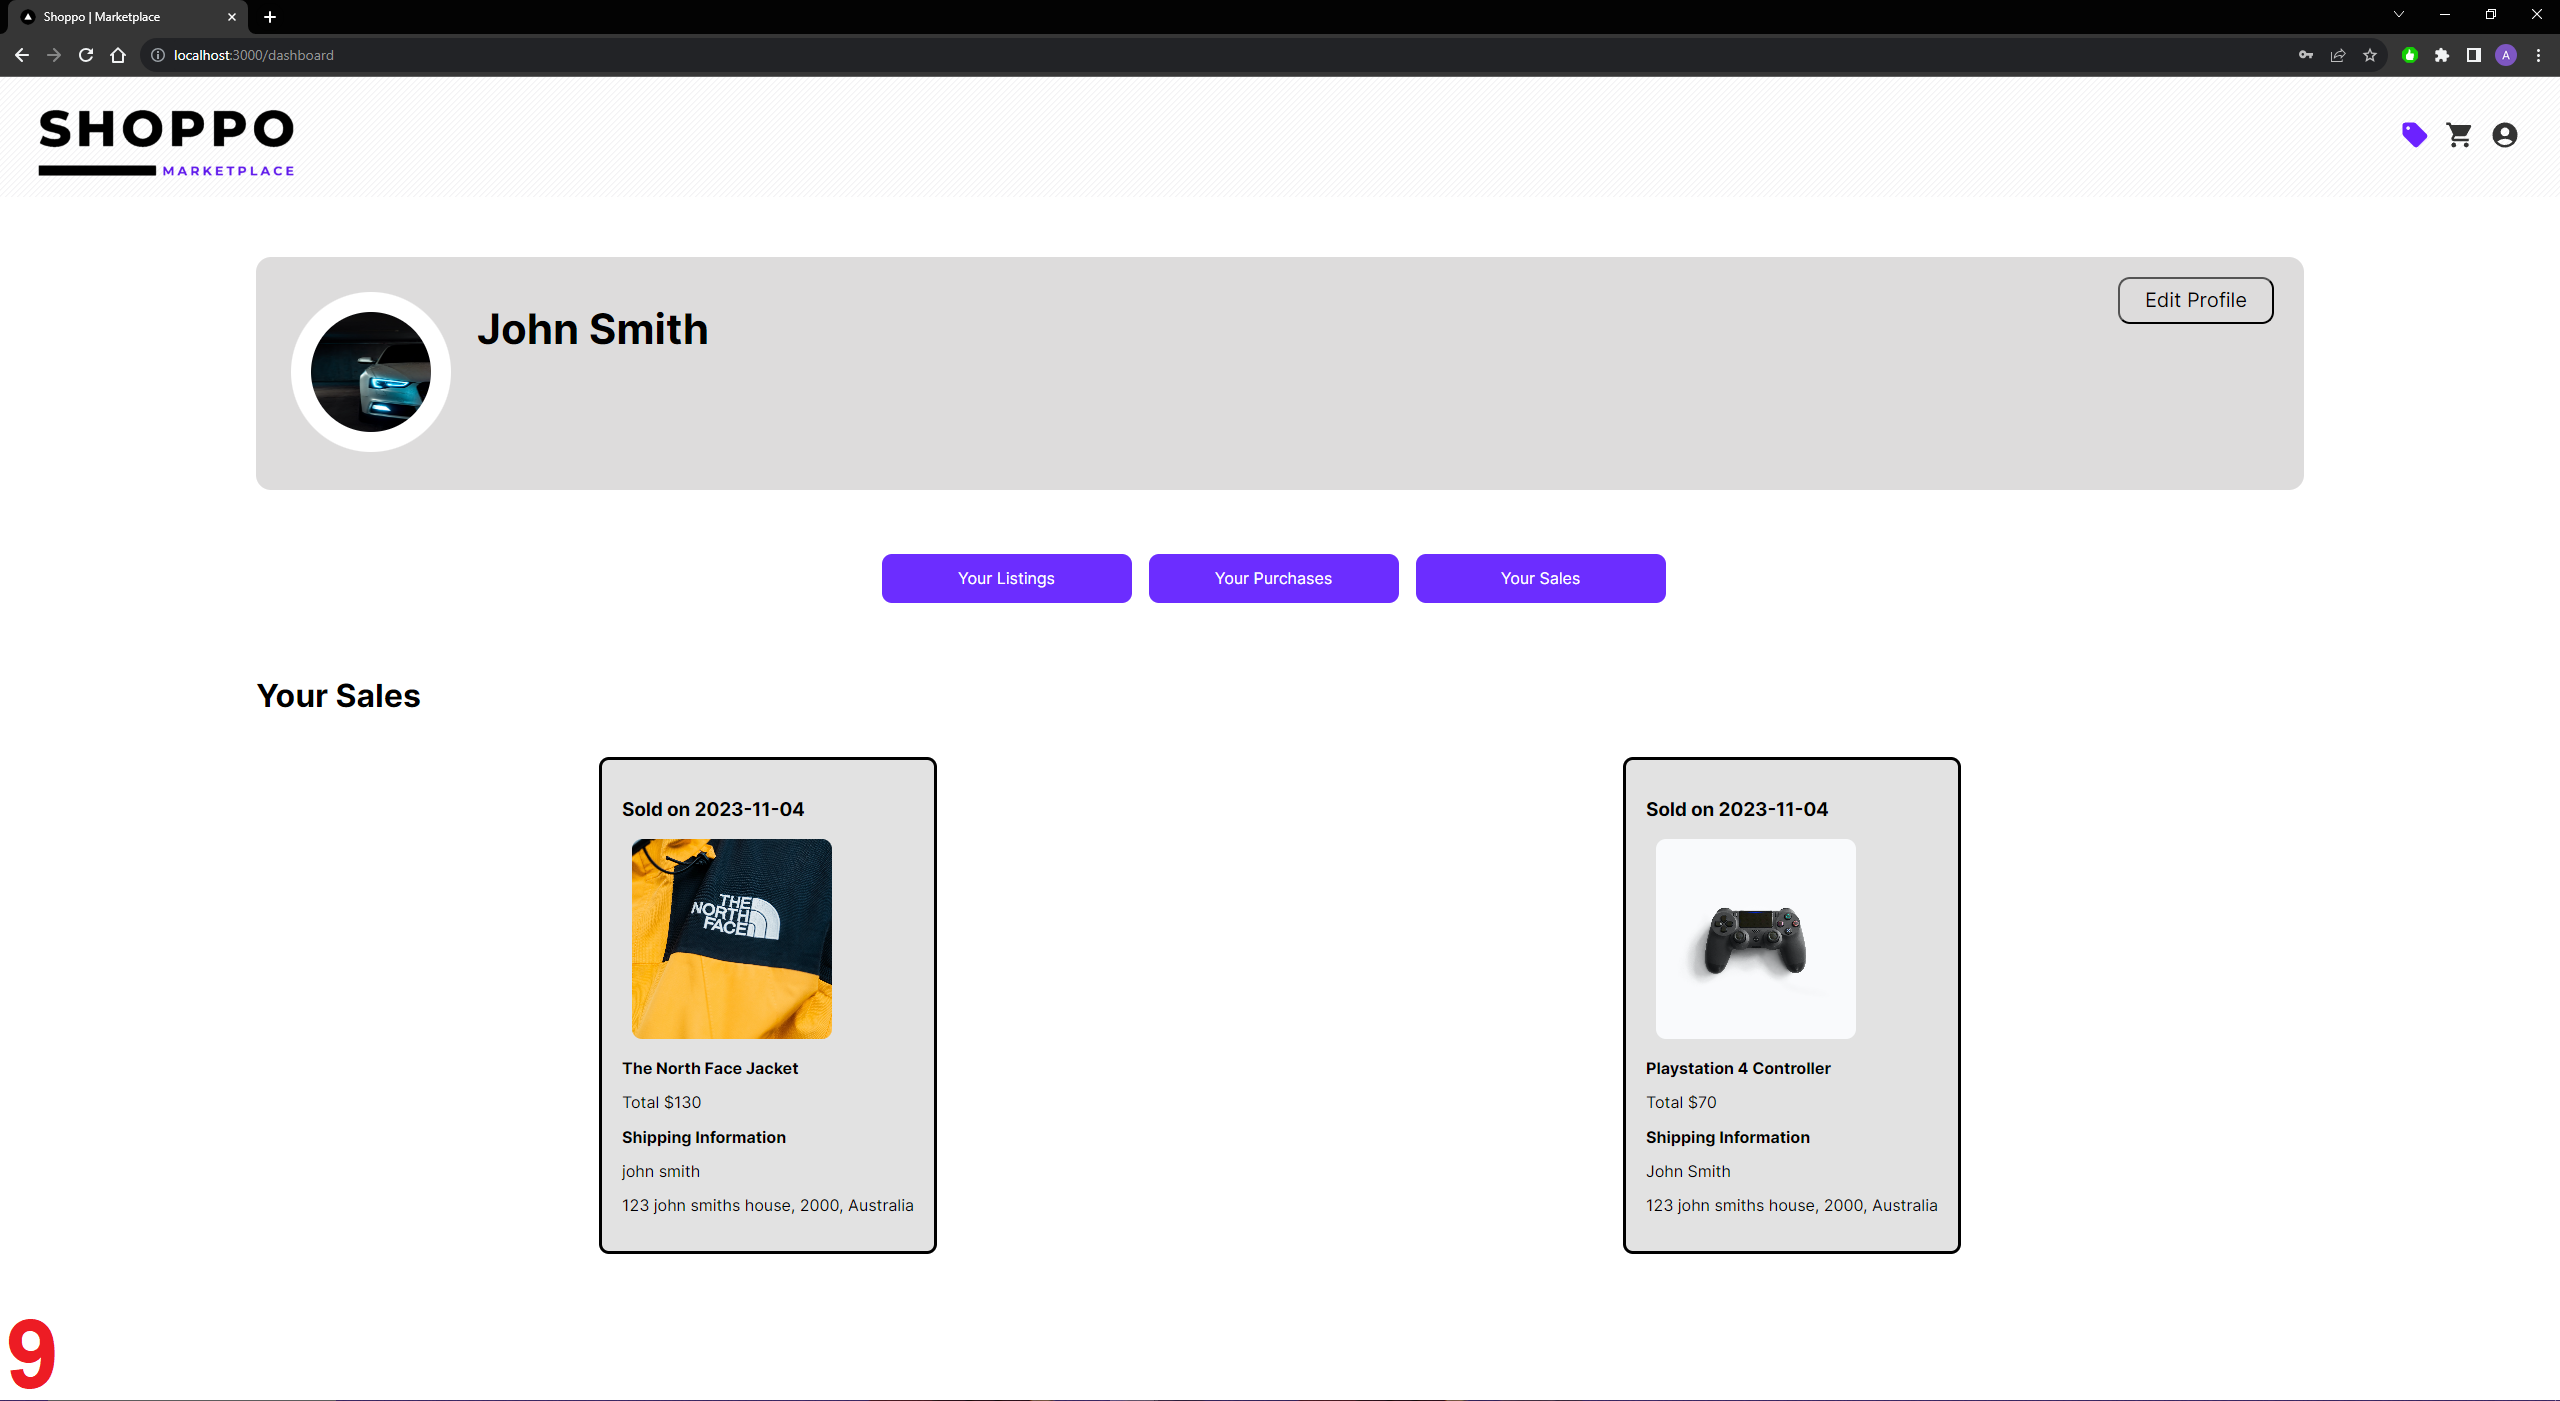 Shoppo | Marketplace
localhost:3000/dashboard
A
SHOPPO
MARKETPLACE
John Smith
Edit Profile
Your Listings
Your Purchases
Your Sales
Your Sales
Sold on 2023-11-04
THE
NORTH
FACE
The North Face Jacket
Total $130
Shipping Information
john smith
123 john smiths house, 2000, Australia
Sold on 2023-11-04
Playstation 4 Controller
Total $70
Shipping Information
John Smith
123 john smiths house, 2000, Australia
9